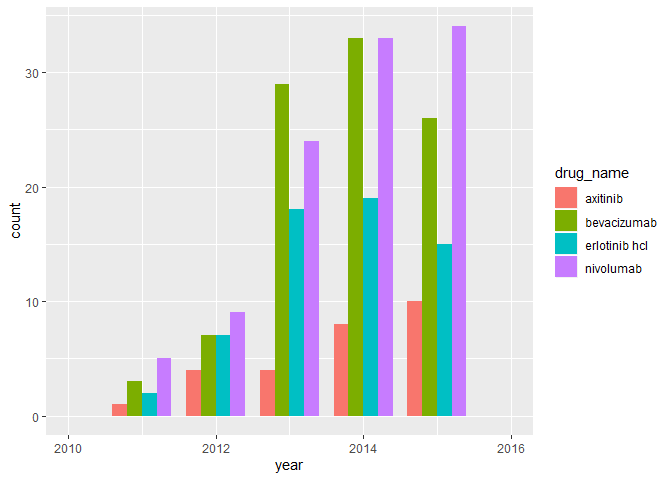 30
20
10
0
count
2010
2012
2014
2016
year
drug_name
axitinib
bevacizumab
erlotinib hcl
nivolumab